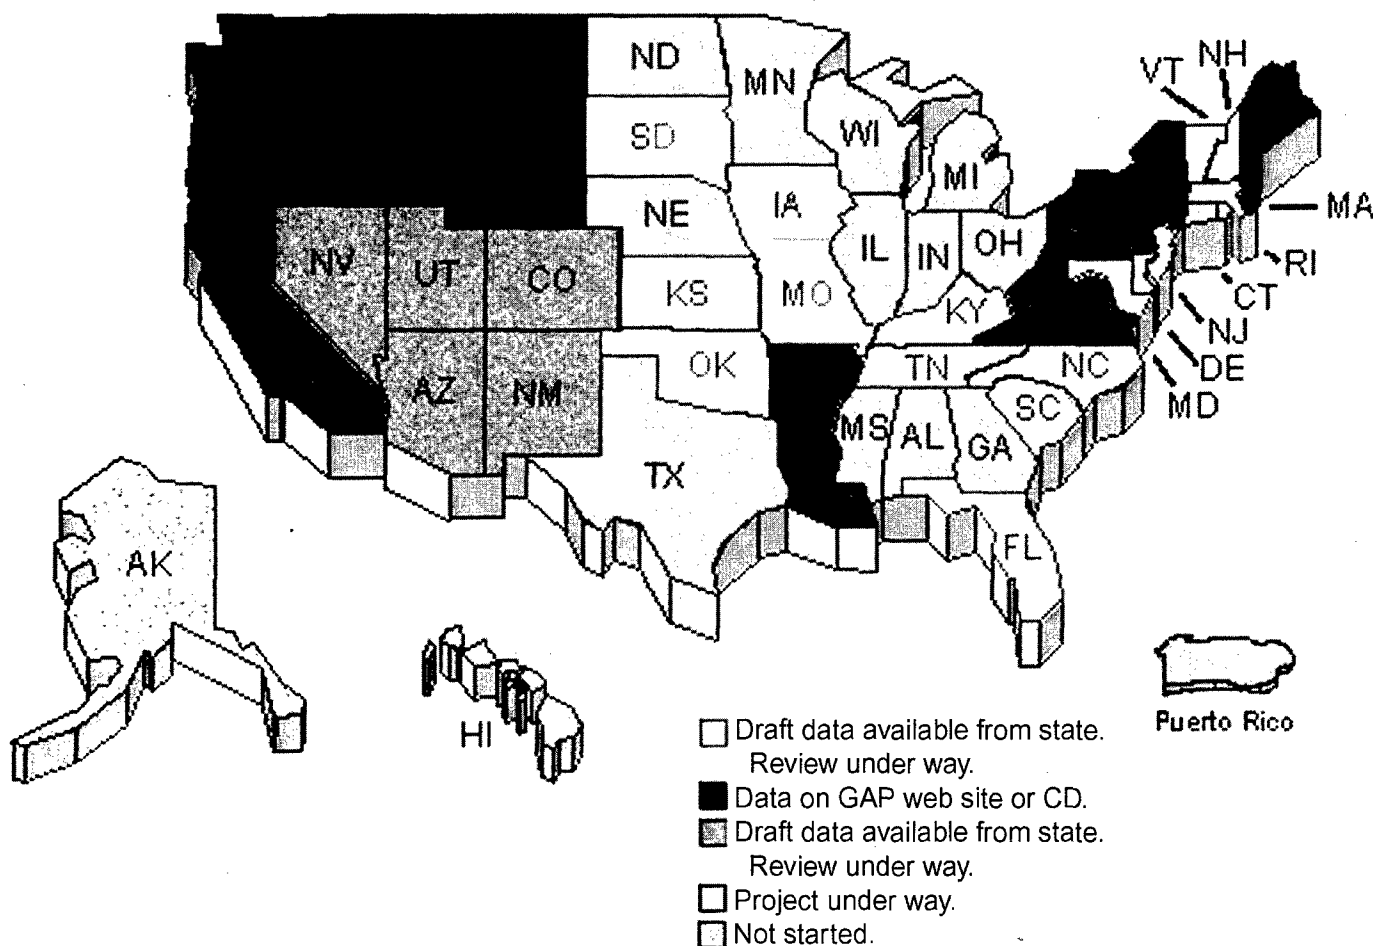 NH
VT
ND
MN
SD
WI
MI
NE
IA
MA
IL
IN
OH
NV
UT
CO
RI
KS
MO
KY
CT
NJ
DE
MD
AZ
NM
OK
TN
NC
SC
MS
AL
GA
TX
FL
AK
HI
Puerto Rico
Draft data available from state.
Review under way.
Data on GAP web site or CD.
Draft data available from state.
Review under way.
Project under way.
Not started.